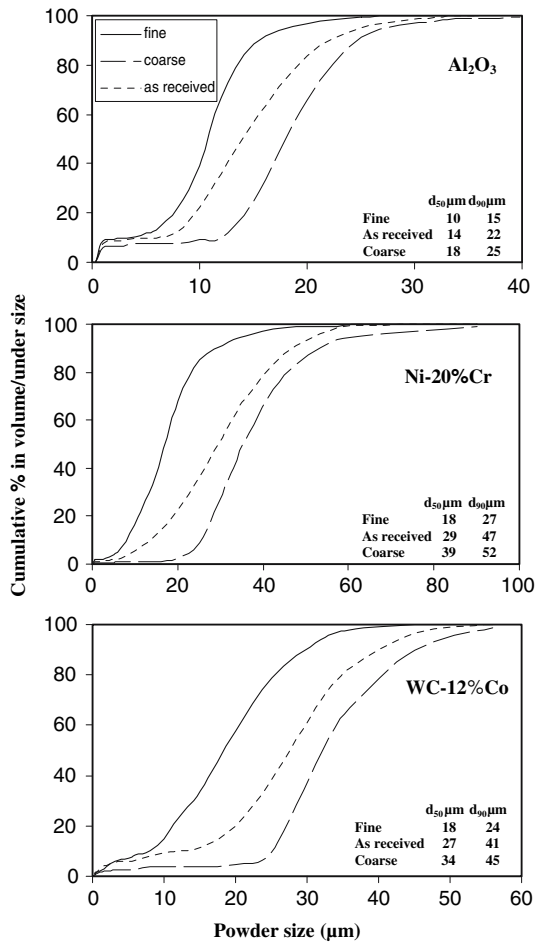 100
80
60
40
20
0
fine
coarse
as received
Al₂O₃
d₅₀µm d₉₀µm
Fine 10 15
As received 14 22
Coarse 18 25
0 10 20 30 40
100
80
60
40
20
0
Ni-20%Cr
d₅₀µm d₉₀µm
Fine 18 27
As received 29 47
Coarse 39 52
0 20 40 60 80 100
Cumulative % in volume/under size
100
80
60
40
20
0
WC-12%Co
d₅₀µm d₉₀µm
Fine 18 24
As received 27 41
Coarse 34 45
0 10 20 30 40 50 60
Powder size (µm)